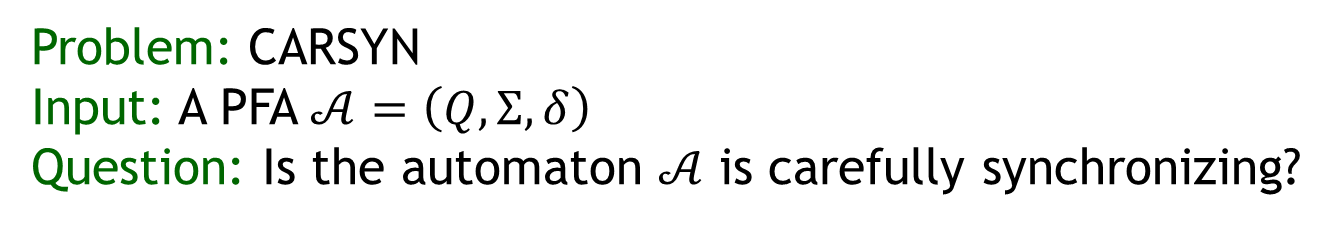 Problem: CARSYN
Input: A PFA 𝒜 = (Q, Σ, δ)
Question: Is the automaton 𝒜 is carefully synchronizing?